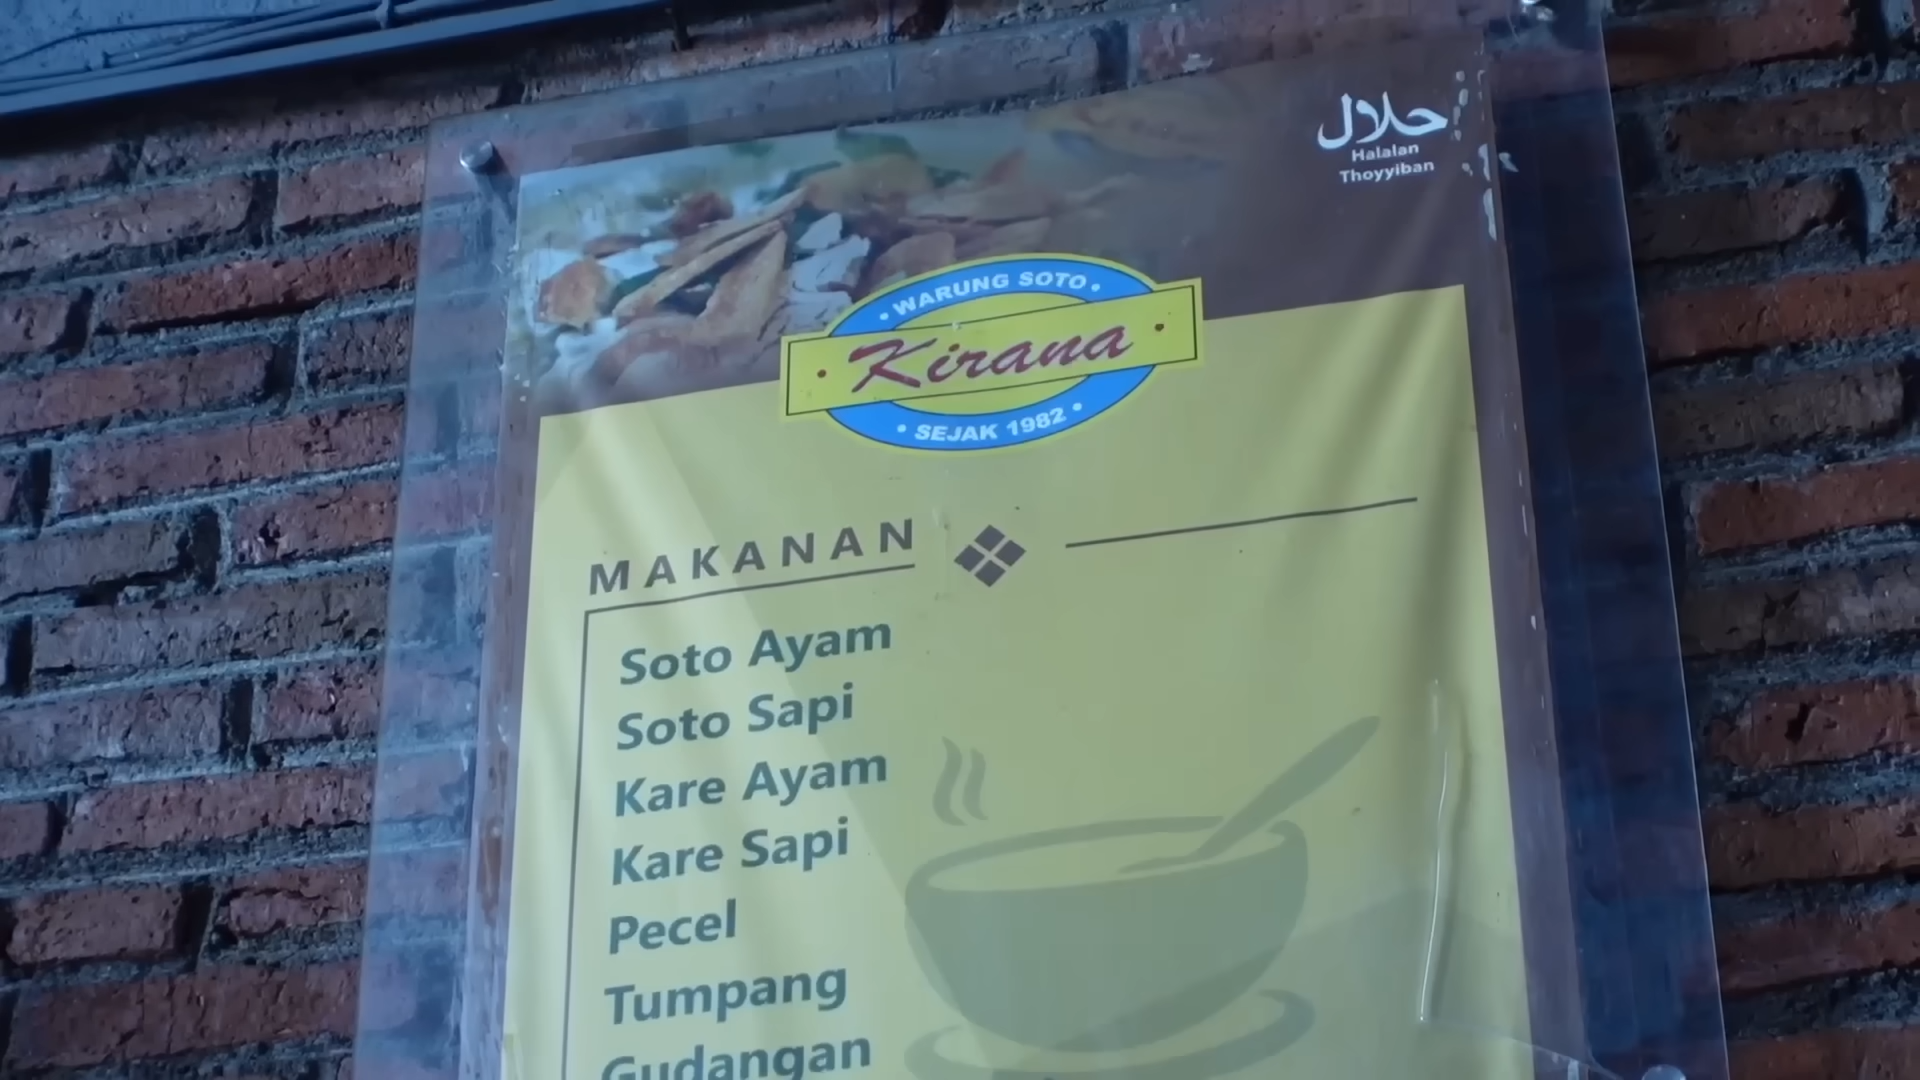 حلال
Halalan
Thoyyiban
WARUNG SOTO
Kirana
SEJAK 1982
MAKANAN
Soto Ayam
Soto Sapi
Kare Ayam
Kare Sapi
Pecel
Tumpang
Gudangan